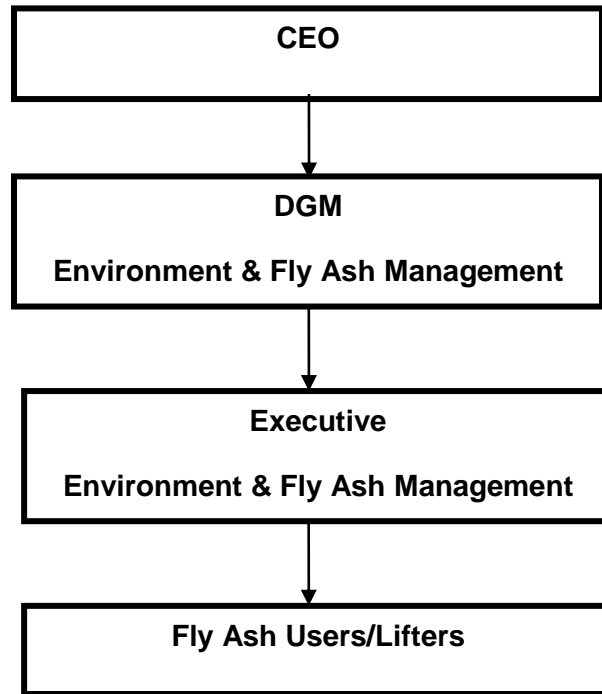 CEO
DGM
Environment & Fly Ash Management
Executive
Environment & Fly Ash Management
Fly Ash Users/Lifters